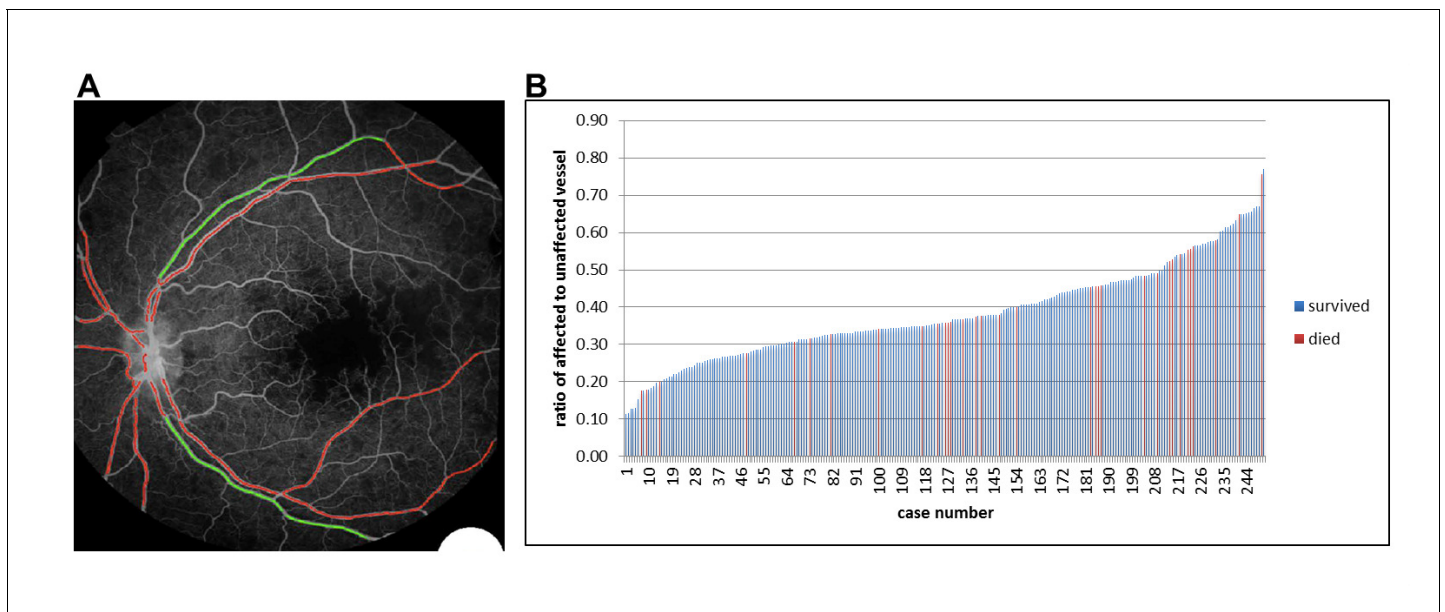 A
B
ratio of affected to unaffected vessel
0.90
0.80
0.70
0.60
0.50
0.40
0.30
0.20
0.10
0.00
1 10 19 28 37 46 55 64 73 82 91 100 109 118 127 136 145 154 163 172 181 190 199 208 217 226 235 244
case number
survived
died